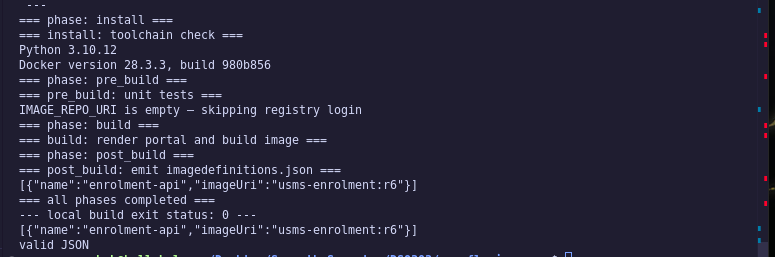 ---
=== phase: install ===
=== install: toolchain check ===
Python 3.10.12
Docker version 28.3.3, build 980b856
=== phase: pre_build ===
=== pre_build: unit tests ===
IMAGE_REPO_URI is empty — skipping registry login
=== phase: build ===
=== build: render portal and build image ===
=== phase: post_build ===
=== post_build: emit imagedefinitions.json ===
[{"name":"enrolment-api","imageUri":"usms-enrolment:r6"}]
=== all phases completed ===
--- local build exit status: 0 ---
[{"name":"enrolment-api","imageUri":"usms-enrolment:r6"}]
valid JSON